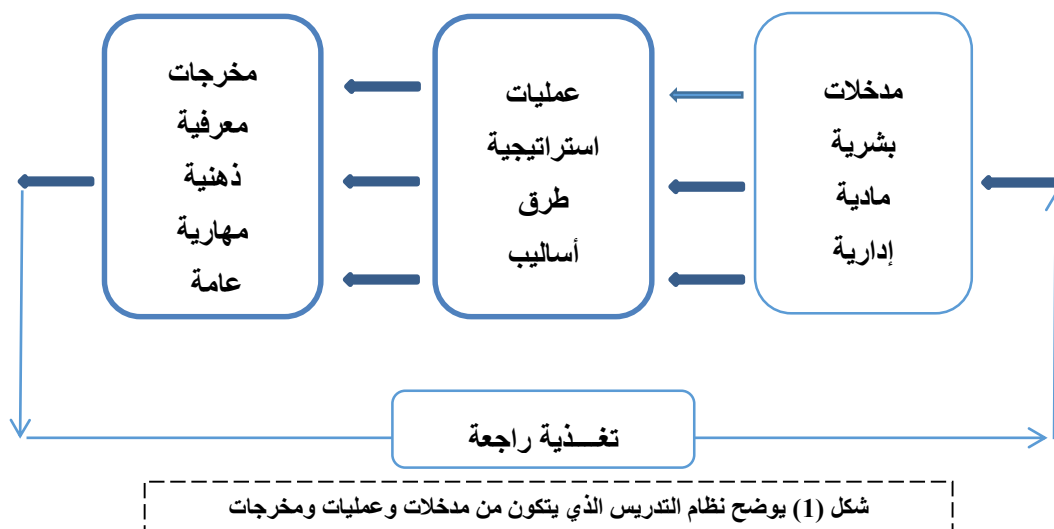 مدخلات
بشرية
مادية
إدارية
عمليات
استراتيجية
طرق
أساليب
مخرجات
معرفية
ذهنية
مهارية
عامة
تغـــذية راجعة
شكل (1) يوضح نظام التدريس الذي يتكون من مدخلات وعمليات ومخرجات